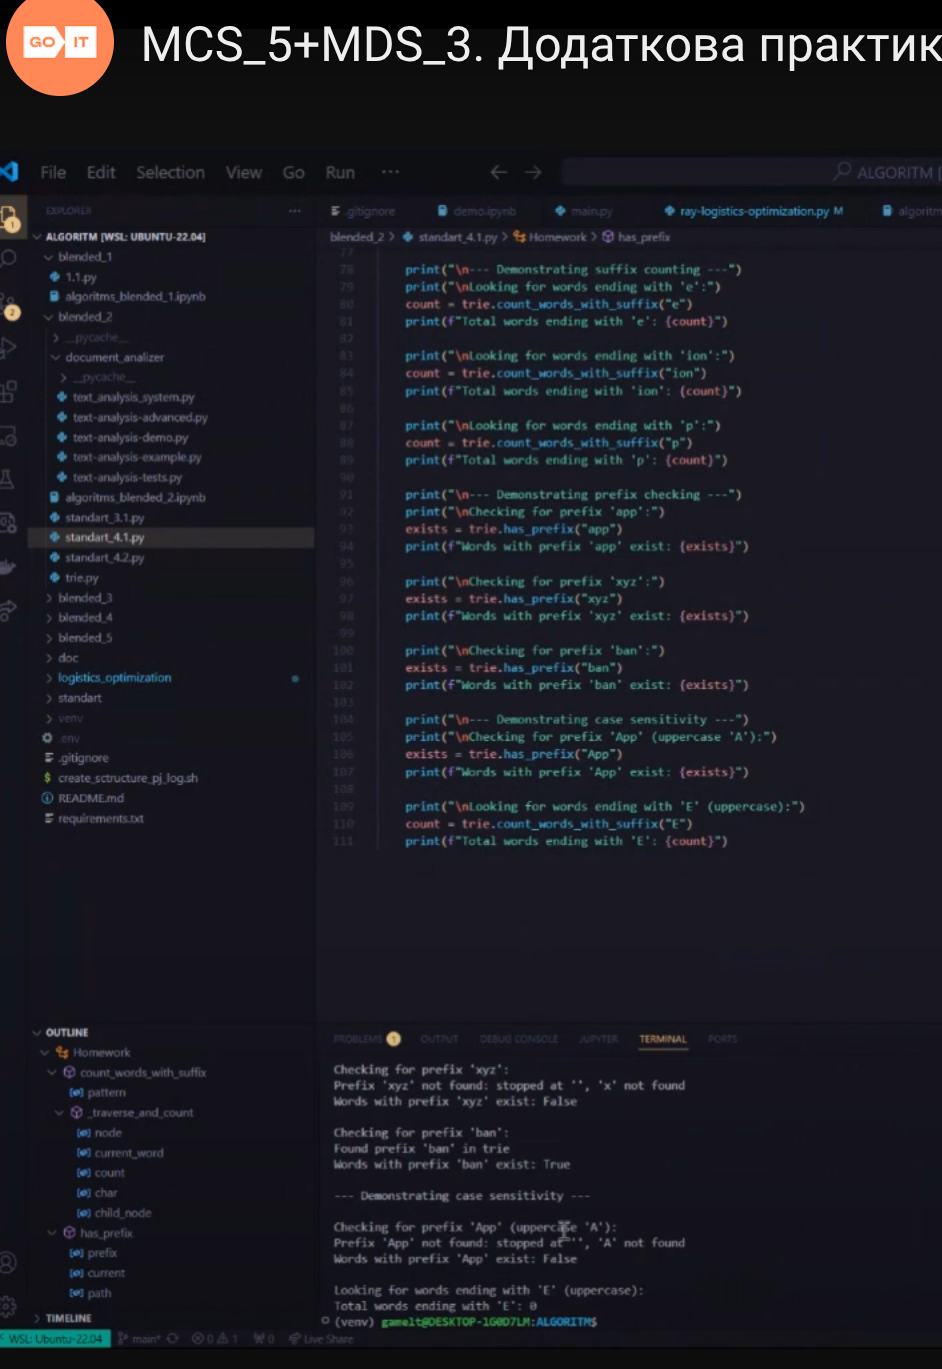 GO IT
MCS_5+MDS_3. Додаткова практик
File Edit Selection View Go Run ··· ALGORITM [
EXPLORER ···
.gitignore demo.ipynb main.py ray-logistics-optimization.py M algoritm
ALGORITM [WSL: UBUNTU-22.04]
blended_2 > standart_4.1.py > Homework > has_prefix
blended_1
1.1.py
algoritms_blended_1.ipynb
blended_2
__pycache__
document_analizer
__pycache__
text_analysis_system.py
text-analysis-advanced.py
text-analysis-demo.py
text-analysis-example.py
text-analysis-tests.py
algoritms_blended_2.ipynb
standart_3.1.py
standart_4.1.py
standart_4.2.py
trie.py
blended_3
blended_4
blended_5
doc
logistics_optimization
standart
venv
.env
.gitignore
$ create_sctructure_pj_log.sh
README.md
requirements.txt
77
78 print("\n--- Demonstrating suffix counting ---")
79 print("\nLooking for words ending with 'e':")
80 count = trie.count_words_with_suffix("e")
81 print(f"Total words ending with 'e': {count}")
82
83 print("\nLooking for words ending with 'ion':")
84 count = trie.count_words_with_suffix("ion")
85 print(f"Total words ending with 'ion': {count}")
86
87 print("\nLooking for words ending with 'p':")
88 count = trie.count_words_with_suffix("p")
89 print(f"Total words ending with 'p': {count}")
90
91 print("\n--- Demonstrating prefix checking ---")
92 print("\nChecking for prefix 'app':")
93 exists = trie.has_prefix("app")
94 print(f"Words with prefix 'app' exist: {exists}")
95
96 print("\nChecking for prefix 'xyz':")
97 exists = trie.has_prefix("xyz")
98 print(f"Words with prefix 'xyz' exist: {exists}")
99
100 print("\nChecking for prefix 'ban':")
101 exists = trie.has_prefix("ban")
102 print(f"Words with prefix 'ban' exist: {exists}")
103
104 print("\n--- Demonstrating case sensitivity ---")
105 print("\nChecking for prefix 'App' (uppercase 'A'):")
106 exists = trie.has_prefix("App")
107 print(f"Words with prefix 'App' exist: {exists}")
108
109 print("\nLooking for words ending with 'E' (uppercase):")
110 count = trie.count_words_with_suffix("E")
111 print(f"Total words ending with 'E': {count}")
OUTLINE
Homework
count_words_with_suffix
pattern
_traverse_and_count
node
current_word
count
char
child_node
has_prefix
prefix
current
path
TIMELINE
PROBLEMS 1 OUTPUT DEBUG CONSOLE JUPYTER TERMINAL PORTS
Checking for prefix 'xyz':
Prefix 'xyz' not found: stopped at '', 'x' not found
Words with prefix 'xyz' exist: False
Checking for prefix 'ban':
Found prefix 'ban' in trie
Words with prefix 'ban' exist: True
--- Demonstrating case sensitivity ---
Checking for prefix 'App' (uppercase 'A'):
Prefix 'App' not found: stopped at '', 'A' not found
Words with prefix 'App' exist: False
Looking for words ending with 'E' (uppercase):
Total words ending with 'E': 0
(venv) gamelt@DESKTOP-1G0D7LM:ALGORITM$
WSL: Ubuntu-22.04 main* 0 1 0 Live Share
1
2